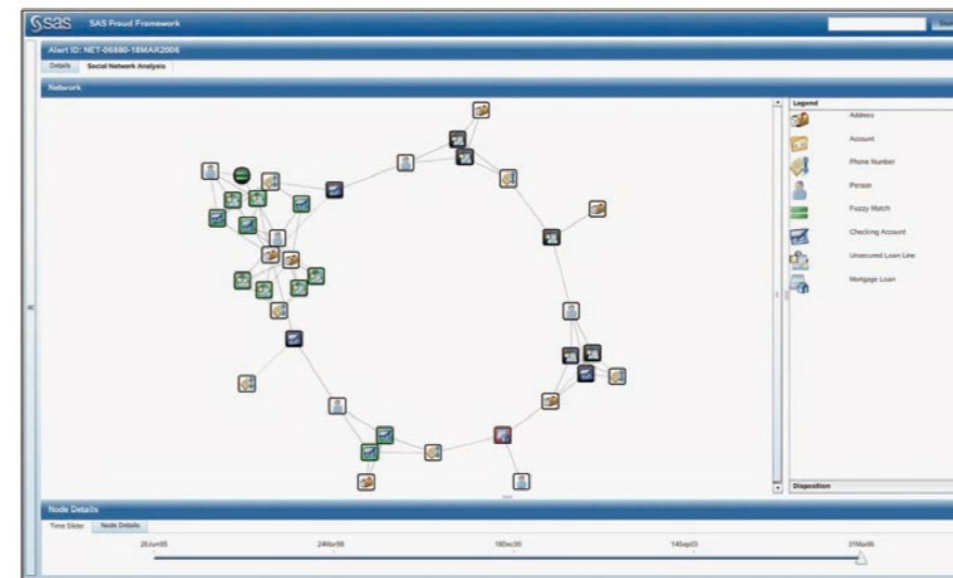 sas SAS Fraud Framework
Alert ID: NET-06880-18MAR2006
Details Social Network Analysis
Network
Legend
Address
Account
Phone Number
Person
Fuzzy Match
Checking Account
Unsecured Loan Line
Mortgage Loan
Disposition
Node Details
Time Slider Node Details
18Dec00 14Sep03 31Mar06